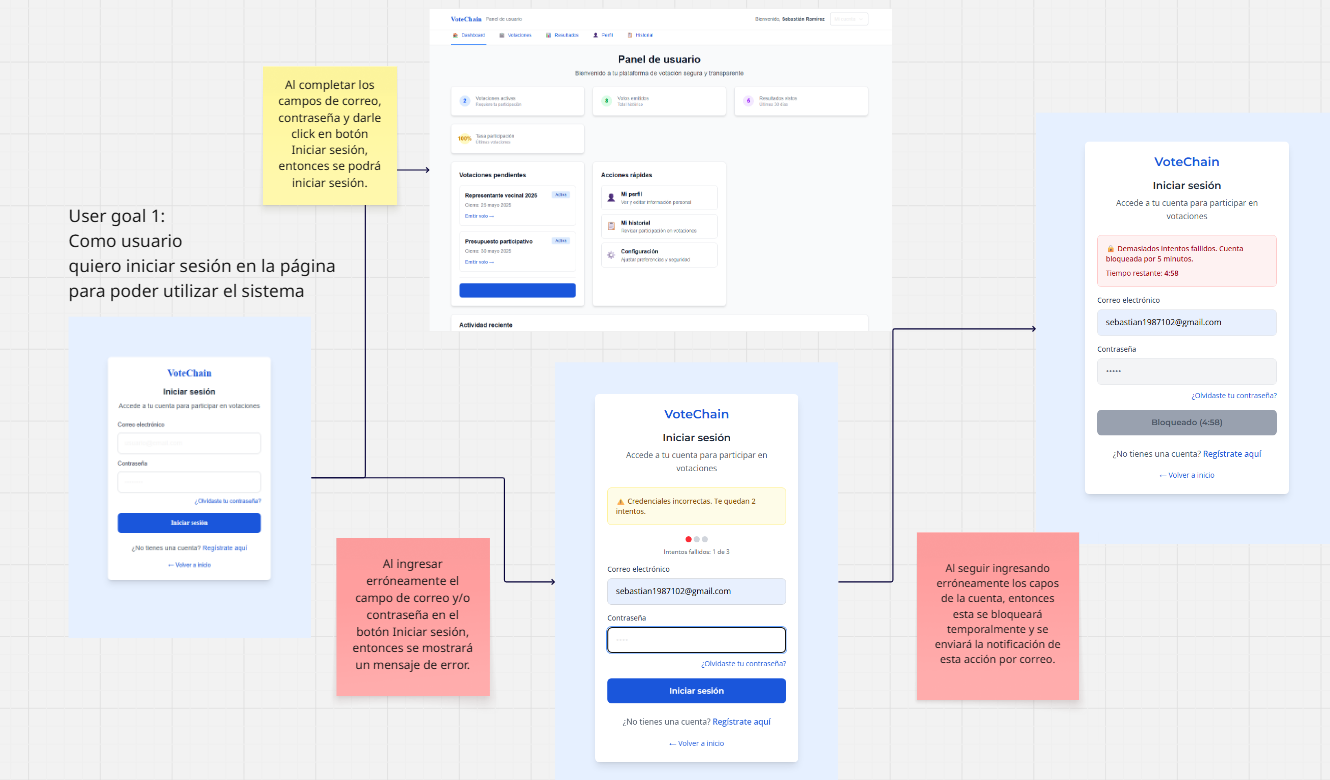 VoteChain Panel de usuario
Bienvenido, Sebastián Ramírez
Dashboard Votaciones Resultados Perfil Historial
Panel de usuario
Bienvenido a tu plataforma de votación segura y transparente
2 Votaciones activas
Requiere tu participación
8 Votos emitidos
Total histórico
6 Resultados vistos
Últimos 30 días
100% Tasa participación
Últimas votaciones
Votaciones pendientes
Representante vecinal 2025 Activa
Cierre: 25 mayo 2025
Emitir voto →
Presupuesto participativo Activa
Cierre: 30 mayo 2025
Emitir voto →
Acciones rápidas
Mi perfil
Ver y editar información personal
Mi historial
Revisar participación en votaciones
Configuración
Ajustar preferencias y seguridad
Actividad reciente
Al completar los
campos de correo,
contraseña y darle
click en botón
Iniciar sesión,
entonces se podrá
iniciar sesión.
User goal 1:
Como usuario
quiero iniciar sesión en la página
para poder utilizar el sistema
VoteChain
Iniciar sesión
Accede a tu cuenta para participar en votaciones
Correo electrónico
Contraseña
¿Olvidaste tu contraseña?
Iniciar sesión
¿No tienes una cuenta? Regístrate aquí
← Volver a inicio
Al ingresar
erróneamente el
campo de correo y/o
contraseña en el
botón Iniciar sesión,
entonces se mostrará
un mensaje de error.
VoteChain
Iniciar sesión
Accede a tu cuenta para participar en
votaciones
⚠️ Credenciales incorrectas. Te quedan 2
intentos.
Intentos fallidos: 1 de 3
Correo electrónico
sebastian1987102@gmail.com
Contraseña
¿Olvidaste tu contraseña?
Iniciar sesión
¿No tienes una cuenta? Regístrate aquí
← Volver a inicio
Al seguir ingresando
erróneamente los capos
de la cuenta, entonces
esta se bloqueará
temporalmente y se
enviará la notificación de
esta acción por correo.
VoteChain
Iniciar sesión
Accede a tu cuenta para participar en
votaciones
🔒 Demasiados intentos fallidos. Cuenta
bloqueada por 5 minutos.
Tiempo restante: 4:58
Correo electrónico
sebastian1987102@gmail.com
Contraseña
•••••
¿Olvidaste tu contraseña?
Bloqueado (4:58)
¿No tienes una cuenta? Regístrate aquí
← Volver a inicio